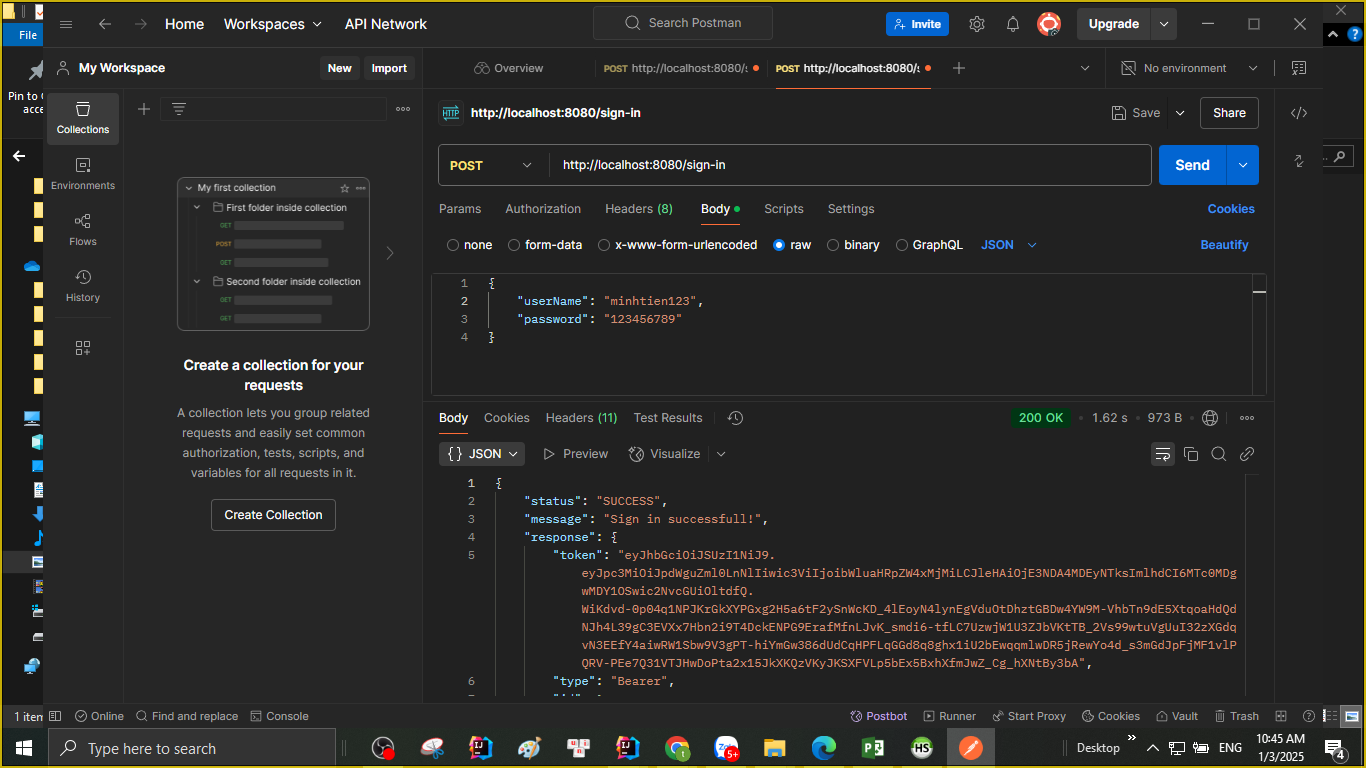 File
Home
Workspaces
API Network
Search Postman
Invite
Upgrade
Pin to
acce
My Workspace
New
Import
Overview
POST http://localhost:8080/
POST http://localhost:8080/
No environment
Collections
Environments
Flows
History
My first collection
First folder inside collection
GET
POST
GET
Second folder inside collection
GET
GET
Create a collection for your
requests
A collection lets you group related
requests and easily set common
authorization, tests, scripts, and
variables for all requests in it.
Create Collection
HTTP
http://localhost:8080/sign-in
Save
Share
POST
http://localhost:8080/sign-in
Send
Params
Authorization
Headers (8)
Body
Scripts
Settings
Cookies
none
form-data
x-www-form-urlencoded
raw
binary
GraphQL
JSON
Beautify
1 {
2 "userName": "minhtien123",
3 "password": "123456789"
4 }
Body
Cookies
Headers (11)
Test Results
200 OK
1.62 s
973 B
{} JSON
Preview
Visualize
1 {
2 "status": "SUCCESS",
3 "message": "Sign in successfull!",
4 "response": {
5 "token": "eyJhbGciOiJSUzI1NiJ9.
eyJpc3MiOiJpdWguZml0LnNlIiwic3ViIjoibWluaHRpZW4xMjMiLCJleHAiOjE3NDA4MDEyNTksImlhdCI6MTc0MDg
wMDY1OSwic2NvcGUiOltdfQ.
WiKdvd-0p04q1NPJKrGkXYPGxg2H5a6tF2ySnWcKD_4lEoyN4lynEgVduOtDhztGBDw4YW9M-VhbTn9dE5XtqoaHdQd
NJh4L39gC3EVXx7Hbn2i9T4DckENPG9ErafMfnLJvK_smdi6-tfLC7UzwjW1U3ZJbVKtTB_2Vs99wtuVgUuI32zXGdq
vN3EEfY4aiwRW1Sbw9V3gPT-hiYmGw386dUdCqHPFLqGGd8q8ghx1iU2bEwqqmlwDR5jRewYo4d_s3mGdJpFjMF1vlP
QRV-PEe7Q31VTJHwDoPta2x15JkXKQzVKyJKSXFVLp5bEx5BxhXfmJwZ_Cg_hXNtBy3bA",
6 "type": "Bearer",
1 item
Online
Find and replace
Console
Postbot
Runner
Start Proxy
Cookies
Vault
Trash
Type here to search
5+
HS
Desktop
ENG
10:45 AM
1/3/2025
4